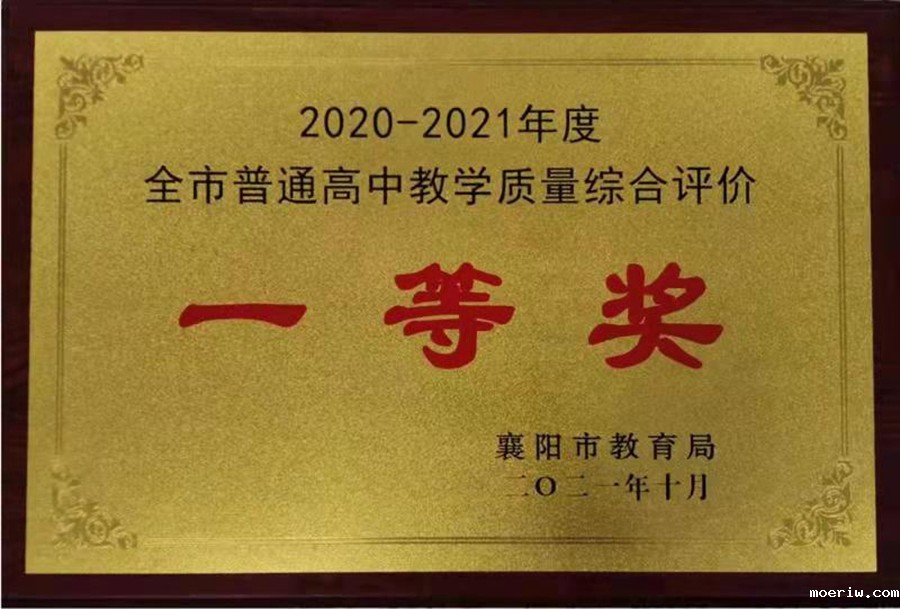 2020-2021年度
全市普通高中教学质量综合评价
一等奖
襄阳市教育局
二〇二一年十月
moeriw.com